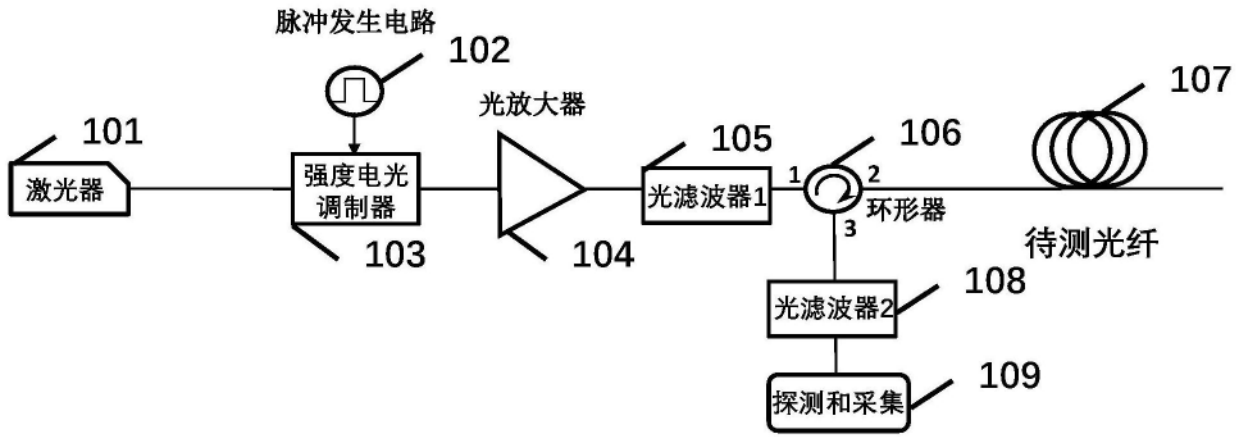 脉冲发生电路
102
101
激光器
强度电光
调制器
103
光放大器
104
105
光滤波器1
106
1
2
3
环形器
107
待测光纤
108
光滤波器2
109
探测和采集